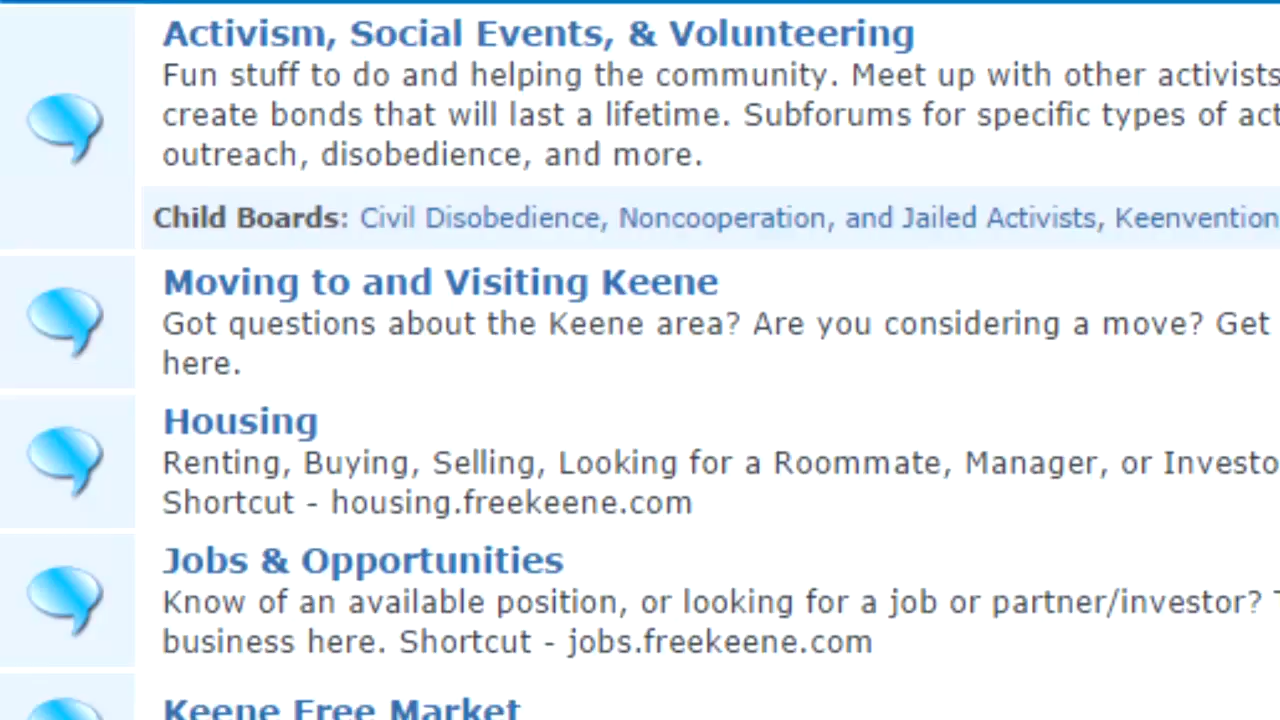 Activism, Social Events, & Volunteering
Fun stuff to do and helping the community. Meet up with other activists
create bonds that will last a lifetime. Subforums for specific types of act
outreach, disobedience, and more.
Child Boards: Civil Disobedience, Noncooperation, and Jailed Activists, Keenvention
Moving to and Visiting Keene
Got questions about the Keene area? Are you considering a move? Get
here.
Housing
Renting, Buying, Selling, Looking for a Roommate, Manager, or Investo
Shortcut - housing.freekeene.com
Jobs & Opportunities
Know of an available position, or looking for a job or partner/investor?
business here. Shortcut - jobs.freekeene.com
Keene Free Market